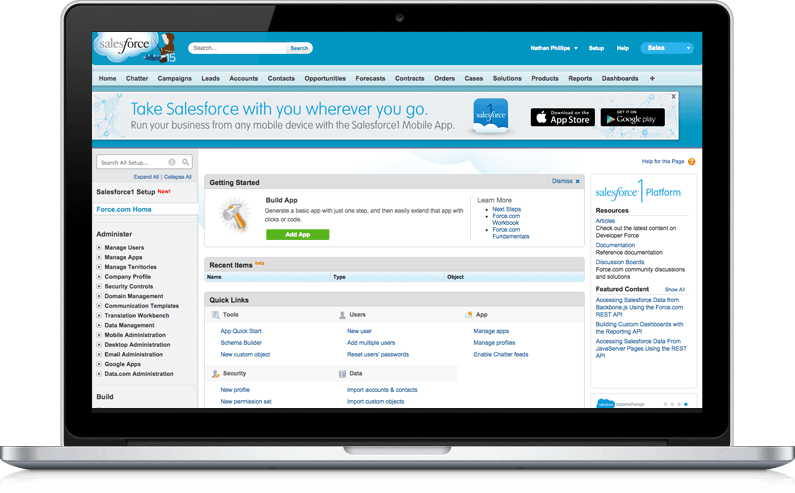 salesforce
15
Search...
Search
Nathan Phillips
Setup
Help
Sales
Home
Chatter
Campaigns
Leads
Accounts
Contacts
Opportunities
Forecasts
Contracts
Orders
Cases
Solutions
Products
Reports
Dashboards
+
Take Salesforce with you wherever you go.
Run your business from any mobile device with the Salesforce1 Mobile App.
1
salesforce
Download on the
App Store
GET IT ON
Google play
X
Search All Setup...
Expand All | Collapse All
Salesforce1 Setup New!
Force.com Home
Administer
Manage Users
Manage Apps
Manage Territories
Company Profile
Security Controls
Domain Management
Communication Templates
Translation Workbench
Data Management
Mobile Administration
Desktop Administration
Email Administration
Google Apps
Data.com Administration
Build
Help for this Page
Getting Started
Dismiss X
Build App
Generate a basic app with just one step, and then easily extend that app with
clicks or code.
Add App
Learn More
Next Steps
Force.com
Workbook
Force.com
Fundamentals
Recent Items beta
Name
Type
Object
Quick Links
Tools
App Quick Start
Schema Builder
New custom object
Users
New user
Add multiple users
Reset users' passwords
App
Manage apps
Manage profiles
Enable Chatter feeds
Security
New profile
New permission set
Data
Import accounts & contacts
Import custom objects
salesforce1 Platform
Resources
Articles
Check out the latest content on
Developer Force
Documentation
Reference documentation
Discussion Boards
Force.com community discussions
and solutions
Featured Content
Show All
Accessing Salesforce Data from
Backbone.js Using the Force.com
REST API
Building Custom Dashboards with
the Reporting API
Accessing Salesforce Data From
JavaServer Pages Using the REST
API
appexchange